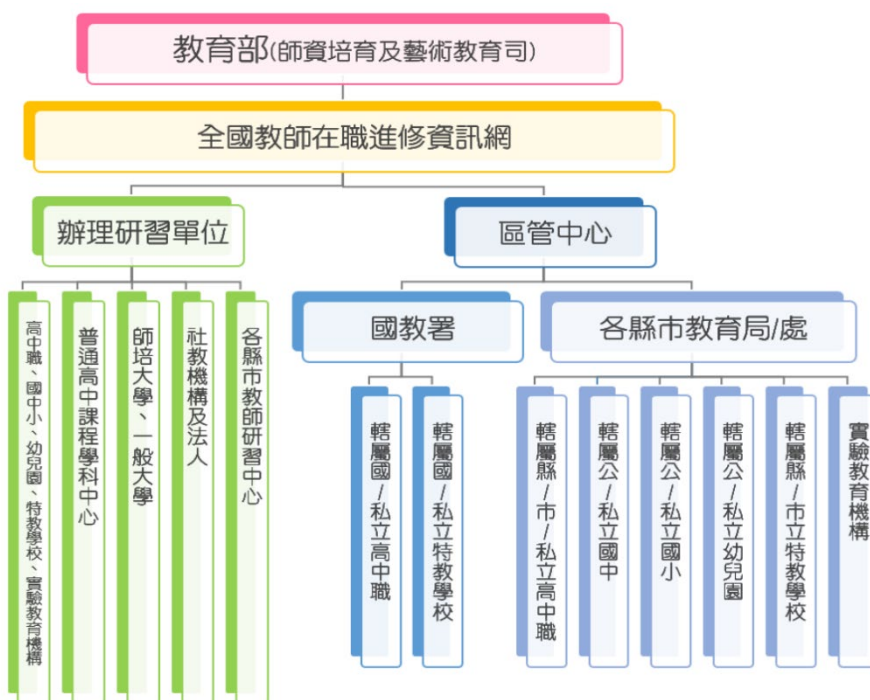 教育部(師資培育及藝術教育司)
全國教師在職進修資訊網
辦理研習單位
區管中心
高中職、國中小、幼兒園、特教學校、實驗教育機構
普通高中課程學科中心
師培大學、一般大學
社教機構及法人
各縣市教師研習中心
國教署
各縣市教育局/處
轄屬國/私立高中職
轄屬國/私立特教學校
轄屬縣/市/私立高中職
轄屬公/私立國中
轄屬公/私立國小
轄屬公/私立幼兒園
轄屬縣/市立特教學校
實驗教育機構